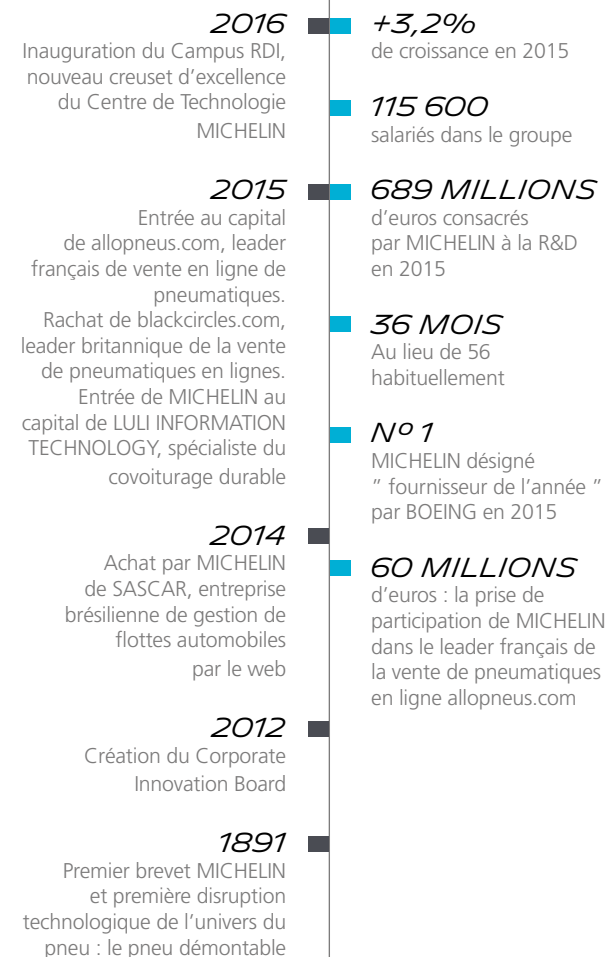 2016
Inauguration du Campus RDI,
nouveau creuset d’excellence
du Centre de Technologie
MICHELIN
2015
Entrée au capital
de allopneus.com, leader
français de vente en ligne de
pneumatiques.
Rachat de blackcircles.com,
leader britannique de la vente
de pneumatiques en lignes.
Entrée de MICHELIN au
capital de LULI INFORMATION
TECHNOLOGY, spécialiste du
covoiturage durable
2014
Achat par MICHELIN
de SASCAR, entreprise
brésilienne de gestion de
flottes automobiles
par le web
2012
Création du Corporate
Innovation Board
1891
Premier brevet MICHELIN
et première disruption
technologique de l’univers du
pneu : le pneu démontable
+3,2%
de croissance en 2015
115 600
salariés dans le groupe
689 MILLIONS
d’euros consacrés
par MICHELIN à la R&D
en 2015
36 MOIS
Au lieu de 56
habituellement
Nº 1
MICHELIN désigné
” fournisseur de l’année ”
par BOEING en 2015
60 MILLIONS
d’euros : la prise de
participation de MICHELIN
dans le leader français de
la vente de pneumatiques
en ligne allopneus.com